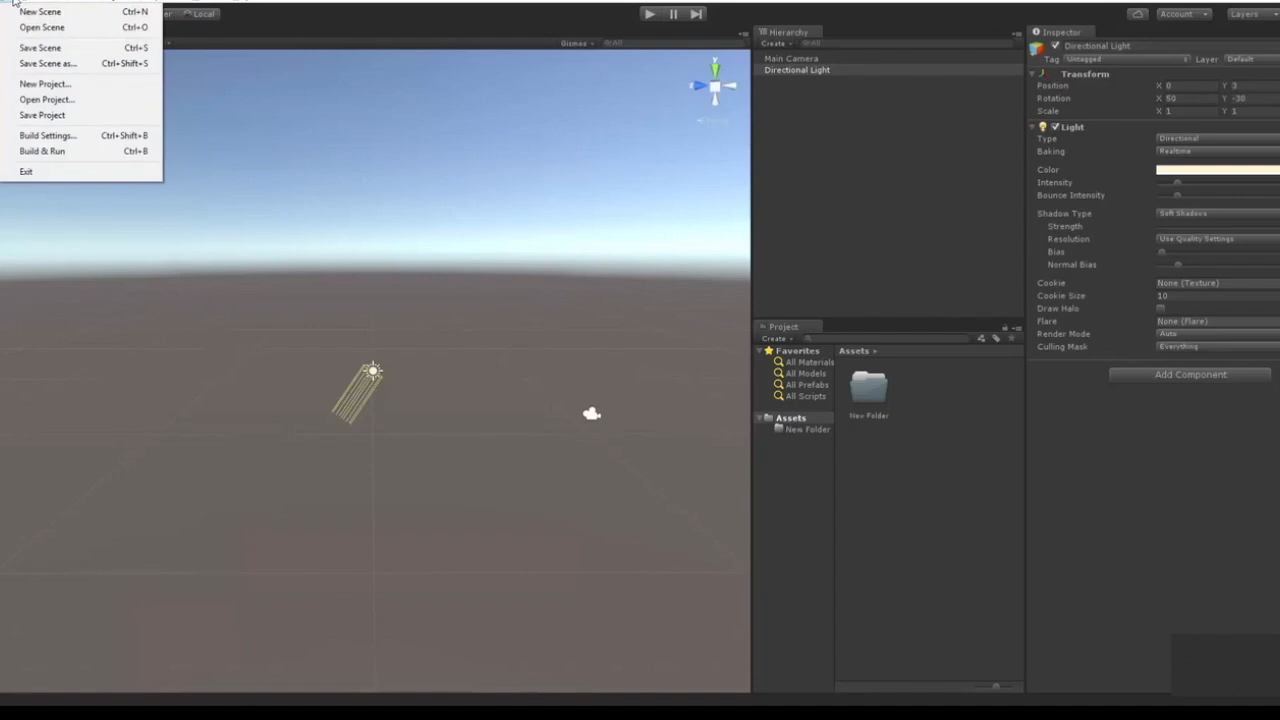 New Scene Ctrl+N
Open Scene Ctrl+O
Save Scene Ctrl+S
Save Scene as... Ctrl+Shift+S
New Project...
Open Project...
Save Project
Build Settings... Ctrl+Shift+B
Build & Run Ctrl+B
Exit
Local
Gizmos All
Hierarchy
Create All
Main Camera
Directional Light
Project
Create
Favorites
All Materials
All Models
All Prefabs
All Scripts
Assets
New Folder
Assets
New Folder
Account Layers
Inspector
Directional Light
Tag Untagged Layer Default
Transform
Position X 0 Y 3
Rotation X 50 Y -30
Scale X 1 Y 1
Light
Type Directional
Baking Realtime
Color
Intensity
Bounce Intensity
Shadow Type Soft Shadows
Strength
Resolution Use Quality Settings
Bias
Normal Bias
Cookie None (Texture)
Cookie Size 10
Draw Halo
Flare None (Flare)
Render Mode Auto
Culling Mask Everything
Add Component